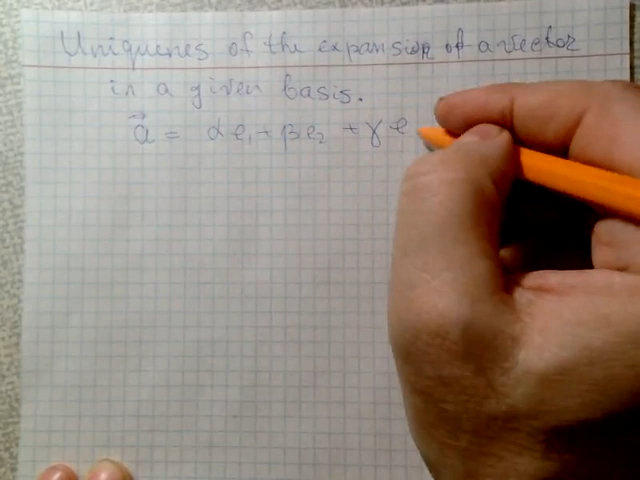 Uniquenes of the expansion of a vector
in a given basis.
a⃗ = αe₁ + βe₂ + γe